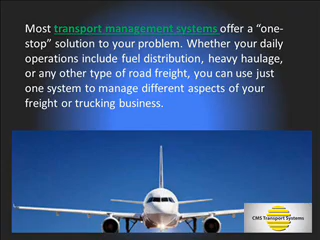 Most transport management systems offer a “one-
stop” solution to your problem. Whether your daily
operations include fuel distribution, heavy haulage,
or any other type of road freight, you can use just
one system to manage different aspects of your
freight or trucking business.
CMS Transport Systems